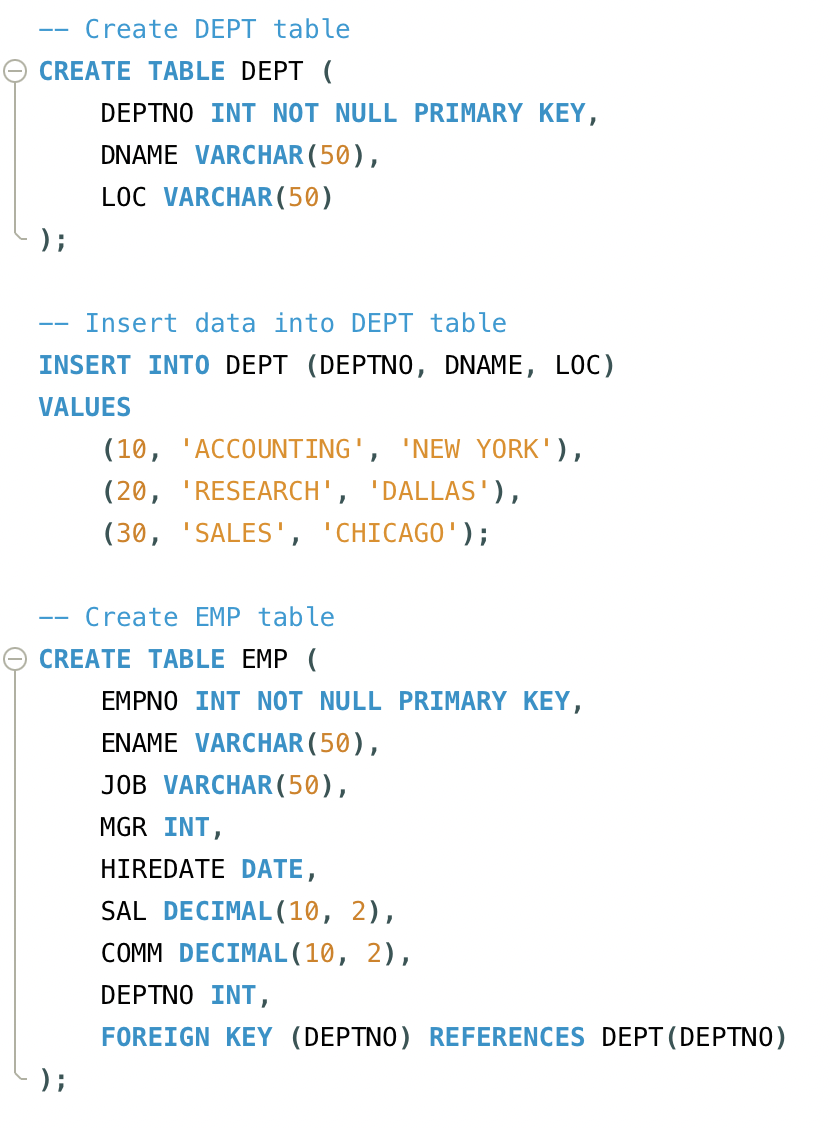 -- Create DEPT table
CREATE TABLE DEPT (
    DEPTNO INT NOT NULL PRIMARY KEY,
    DNAME VARCHAR(50),
    LOC VARCHAR(50)
);

-- Insert data into DEPT table
INSERT INTO DEPT (DEPTNO, DNAME, LOC)
VALUES
    (10, 'ACCOUNTING', 'NEW YORK'),
    (20, 'RESEARCH', 'DALLAS'),
    (30, 'SALES', 'CHICAGO');

-- Create EMP table
CREATE TABLE EMP (
    EMPNO INT NOT NULL PRIMARY KEY,
    ENAME VARCHAR(50),
    JOB VARCHAR(50),
    MGR INT,
    HIREDATE DATE,
    SAL DECIMAL(10, 2),
    COMM DECIMAL(10, 2),
    DEPTNO INT,
    FOREIGN KEY (DEPTNO) REFERENCES DEPT(DEPTNO)
);